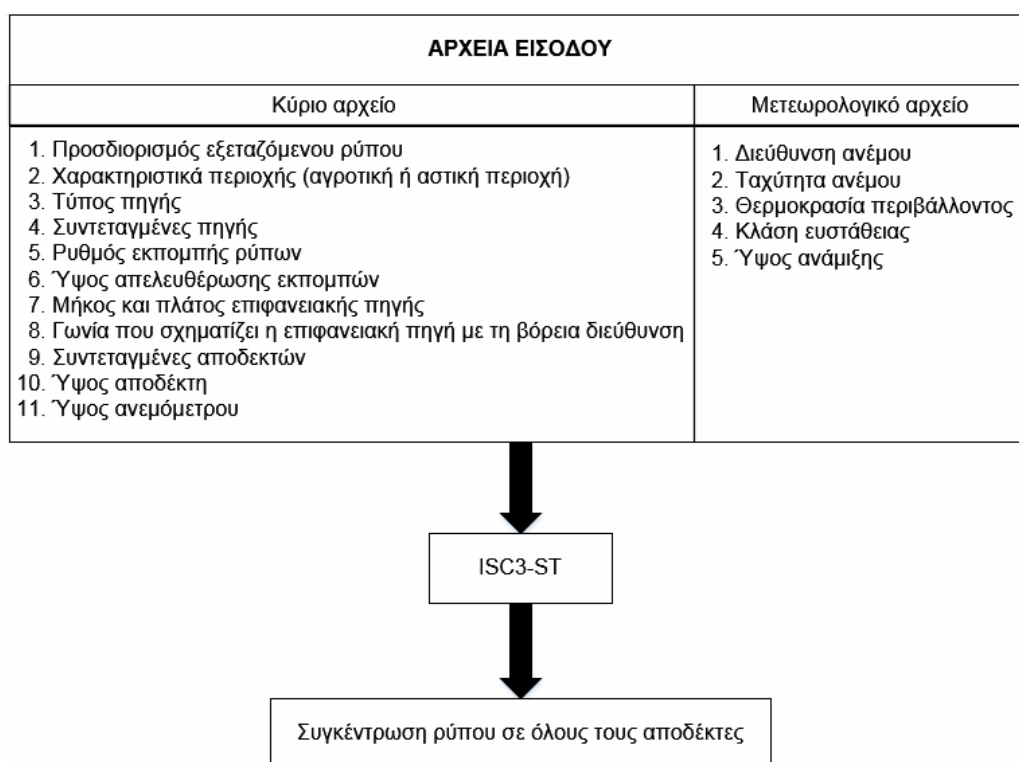 ΑΡΧΕΙΑ ΕΙΣΟΔΟΥ
Κύριο αρχείο
1. Προσδιορισμός εξεταζόμενου ρύπου
2. Χαρακτηριστικά περιοχής (αγροτική ή αστική περιοχή)
3. Τύπος πηγής
4. Συντεταγμένες πηγής
5. Ρυθμός εκπομπής ρύπων
6. Ύψος απελευθέρωσης εκπομπών
7. Μήκος και πλάτος επιφανειακής πηγής
8. Γωνία που σχηματίζει η επιφανειακή πηγή με τη βόρεια διεύθυνση
9. Συντεταγμένες αποδεκτών
10. Ύψος αποδέκτη
11. Ύψος ανεμόμετρου
Μετεωρολογικό αρχείο
1. Διεύθυνση ανέμου
2. Ταχύτητα ανέμου
3. Θερμοκρασία περιβάλλοντος
4. Κλάση ευστάθειας
5. Ύψος ανάμιξης
ISC3-ST
Συγκέντρωση ρύπου σε όλους τους αποδέκτες